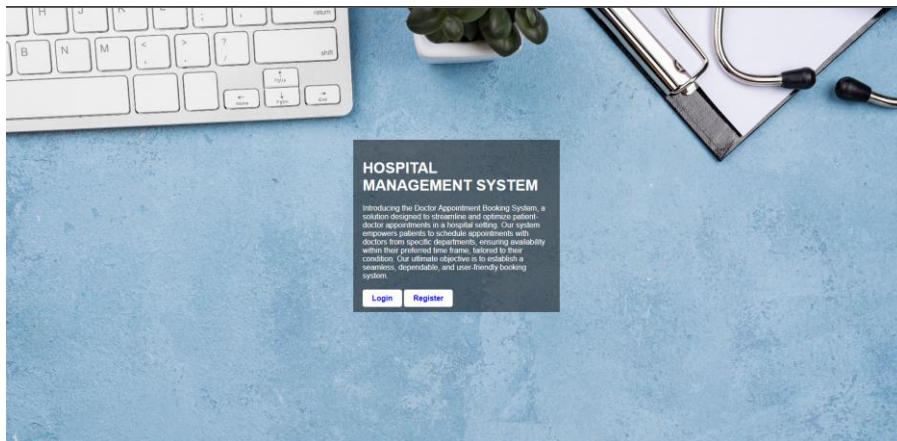 H J K L : ; " ' return
B N M < , > . ? / shift
HOSPITAL
MANAGEMENT SYSTEM
Introducing the Doctor Appointment Booking System, a
solution designed to streamline and optimize patient-
doctor appointments in a hospital setting. Our system
empowers patients to schedule appointments with
doctors from specific departments, ensuring availability
within their preferred time frame, tailored to their
condition. Our ultimate objective is to establish a
seamless, dependable, and user-friendly booking
system.
Login Register